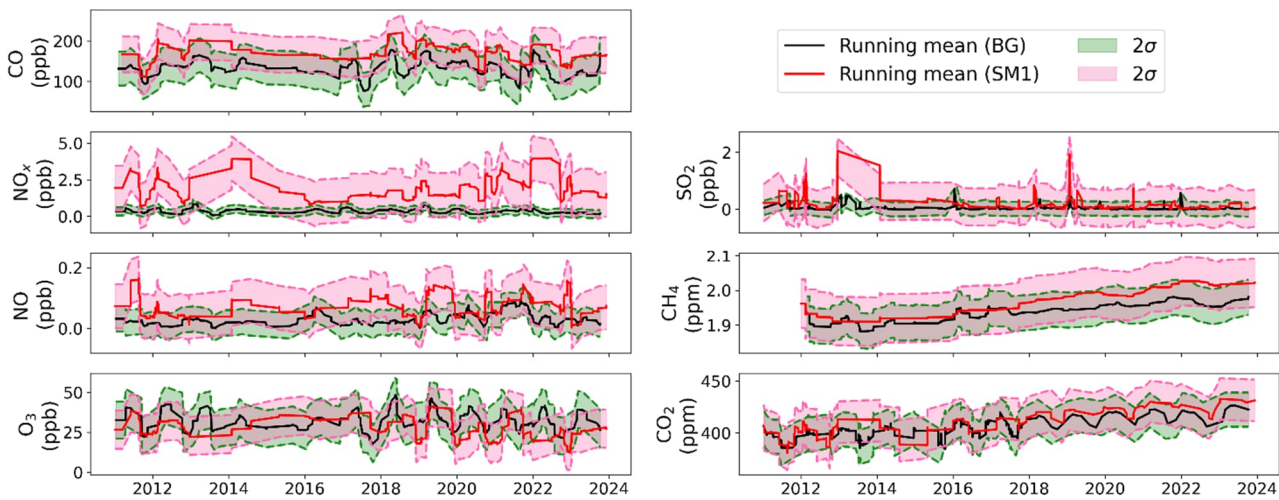 CO
(ppb)
200
100
Running mean (BG)
2σ
Running mean (SM1)
2σ
NOₓ
(ppb)
5.0
2.5
0.0
SO₂
(ppb)
2
0
NO
(ppb)
0.2
0.0
CH₄
(ppm)
2.1
2.0
1.9
O₃
(ppb)
50
25
0
2012 2014 2016 2018 2020 2022 2024
CO₂
(ppm)
450
400
2012 2014 2016 2018 2020 2022 2024